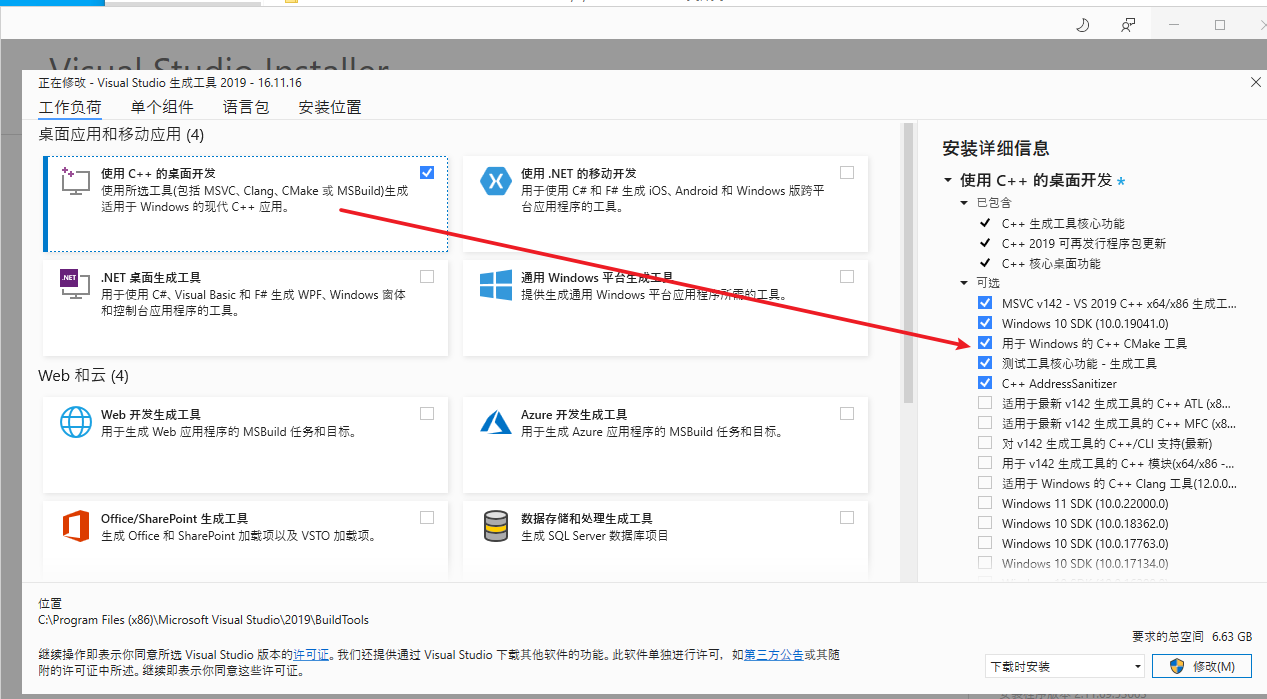 Visual Studio Installer
正在修改 - Visual Studio 生成工具 2019 - 16.11.16
工作负荷 单个组件 语言包 安装位置
桌面应用和移动应用 (4)
使用 C++ 的桌面开发
使用所选工具(包括 MSVC、Clang、CMake 或 MSBuild)生成
适用于 Windows 的现代 C++ 应用。
使用 .NET 的移动开发
用于使用 C# 和 F# 生成 iOS、Android 和 Windows 版跨平
台应用程序的工具。
.NET
.NET 桌面生成工具
用于使用 C#、Visual Basic 和 F# 生成 WPF、Windows 窗体
和控制台应用程序的工具。
通用 Windows 平台生成工具
提供生成通用 Windows 平台应用程序所需的工具。
Web 和云 (4)
Web 开发生成工具
用于生成 Web 应用程序的 MSBuild 任务和目标。
Azure 开发生成工具
用于生成 Azure 应用程序的 MSBuild 任务和目标。
Office/SharePoint 生成工具
生成 Office 和 SharePoint 加载项以及 VSTO 加载项。
数据存储和处理生成工具
生成 SQL Server 数据库项目
安装详细信息
使用 C++ 的桌面开发 *
已包含
C++ 生成工具核心功能
C++ 2019 可再发行程序包更新
C++ 核心桌面功能
可选
MSVC v142 - VS 2019 C++ x64/x86 生成工...
Windows 10 SDK (10.0.19041.0)
用于 Windows 的 C++ CMake 工具
测试工具核心功能 - 生成工具
C++ AddressSanitizer
适用于最新 v142 生成工具的 C++ ATL (x8...
适用于最新 v142 生成工具的 C++ MFC (x8...
对 v142 生成工具的 C++/CLI 支持(最新)
用于 v142 生成工具的 C++ 模块(x64/x86 -...
适用于 Windows 的 C++ Clang 工具(12.0.0...
Windows 11 SDK (10.0.22000.0)
Windows 10 SDK (10.0.18362.0)
Windows 10 SDK (10.0.17763.0)
Windows 10 SDK (10.0.17134.0)
位置
C:\Program Files (x86)\Microsoft Visual Studio\2019\BuildTools
继续操作即表示你同意所选 Visual Studio 版本的许可证。我们还提供通过 Visual Studio 下载其他软件的功能。此软件单独进行许可，如第三方公告或其随
附的许可证中所述。继续即表示你同意这些许可证。
要求的总空间 6.63 GB
下载时安装
修改(M)